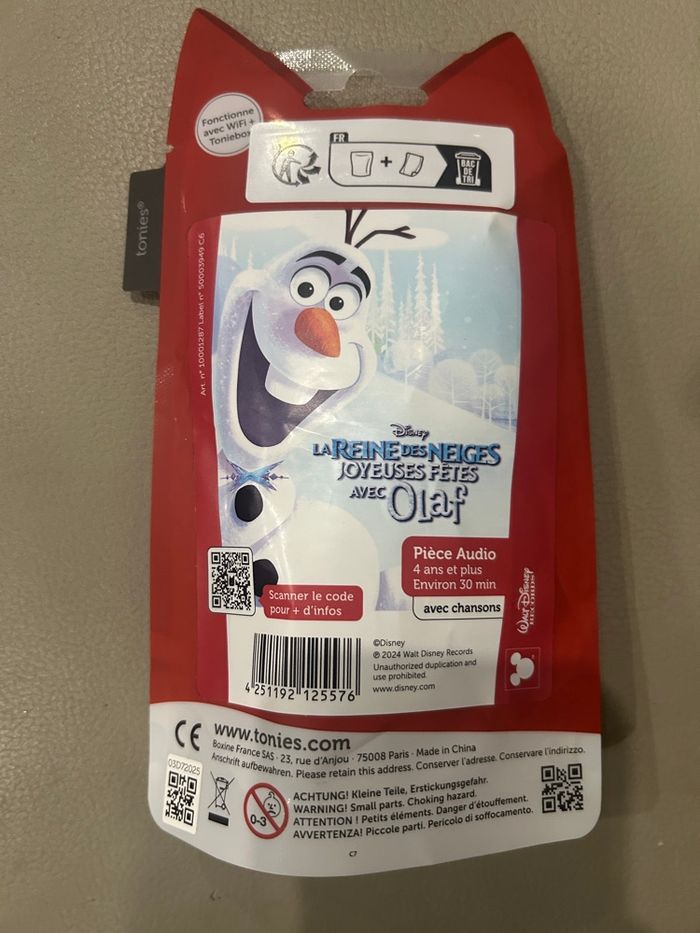 Fonctionne
avec WiFi +
Toniebox
FR
+
BAC
DE
TRI
tonies®
Art. n° 10001287 Label n° 50003949 C6
Disney
LA REINE DES NEIGES
JOYEUSES FÊTES
AVEC Olaf
Pièce Audio
4 ans et plus
Environ 30 min
avec chansons
WALT DISNEY
RECORDS
Scanner le code
pour + d'infos
4 251192 125576
©Disney
℗ 2024 Walt Disney Records
Unauthorized duplication and
use prohibited.
www.disney.com
CE
www.tonies.com
Boxine France SAS · 23, rue d'Anjou · 75008 Paris · Made in China
Anschrift aufbewahren. Please retain this address. Conserver l'adresse. Conservare l'indirizzo.
03D72025
0-3
ACHTUNG! Kleine Teile, Erstickungsgefahr.
WARNING! Small parts. Choking hazard.
ATTENTION ! Petits éléments. Danger d'étouffement.
AVVERTENZA! Piccole parti. Pericolo di soffocamento.
C7